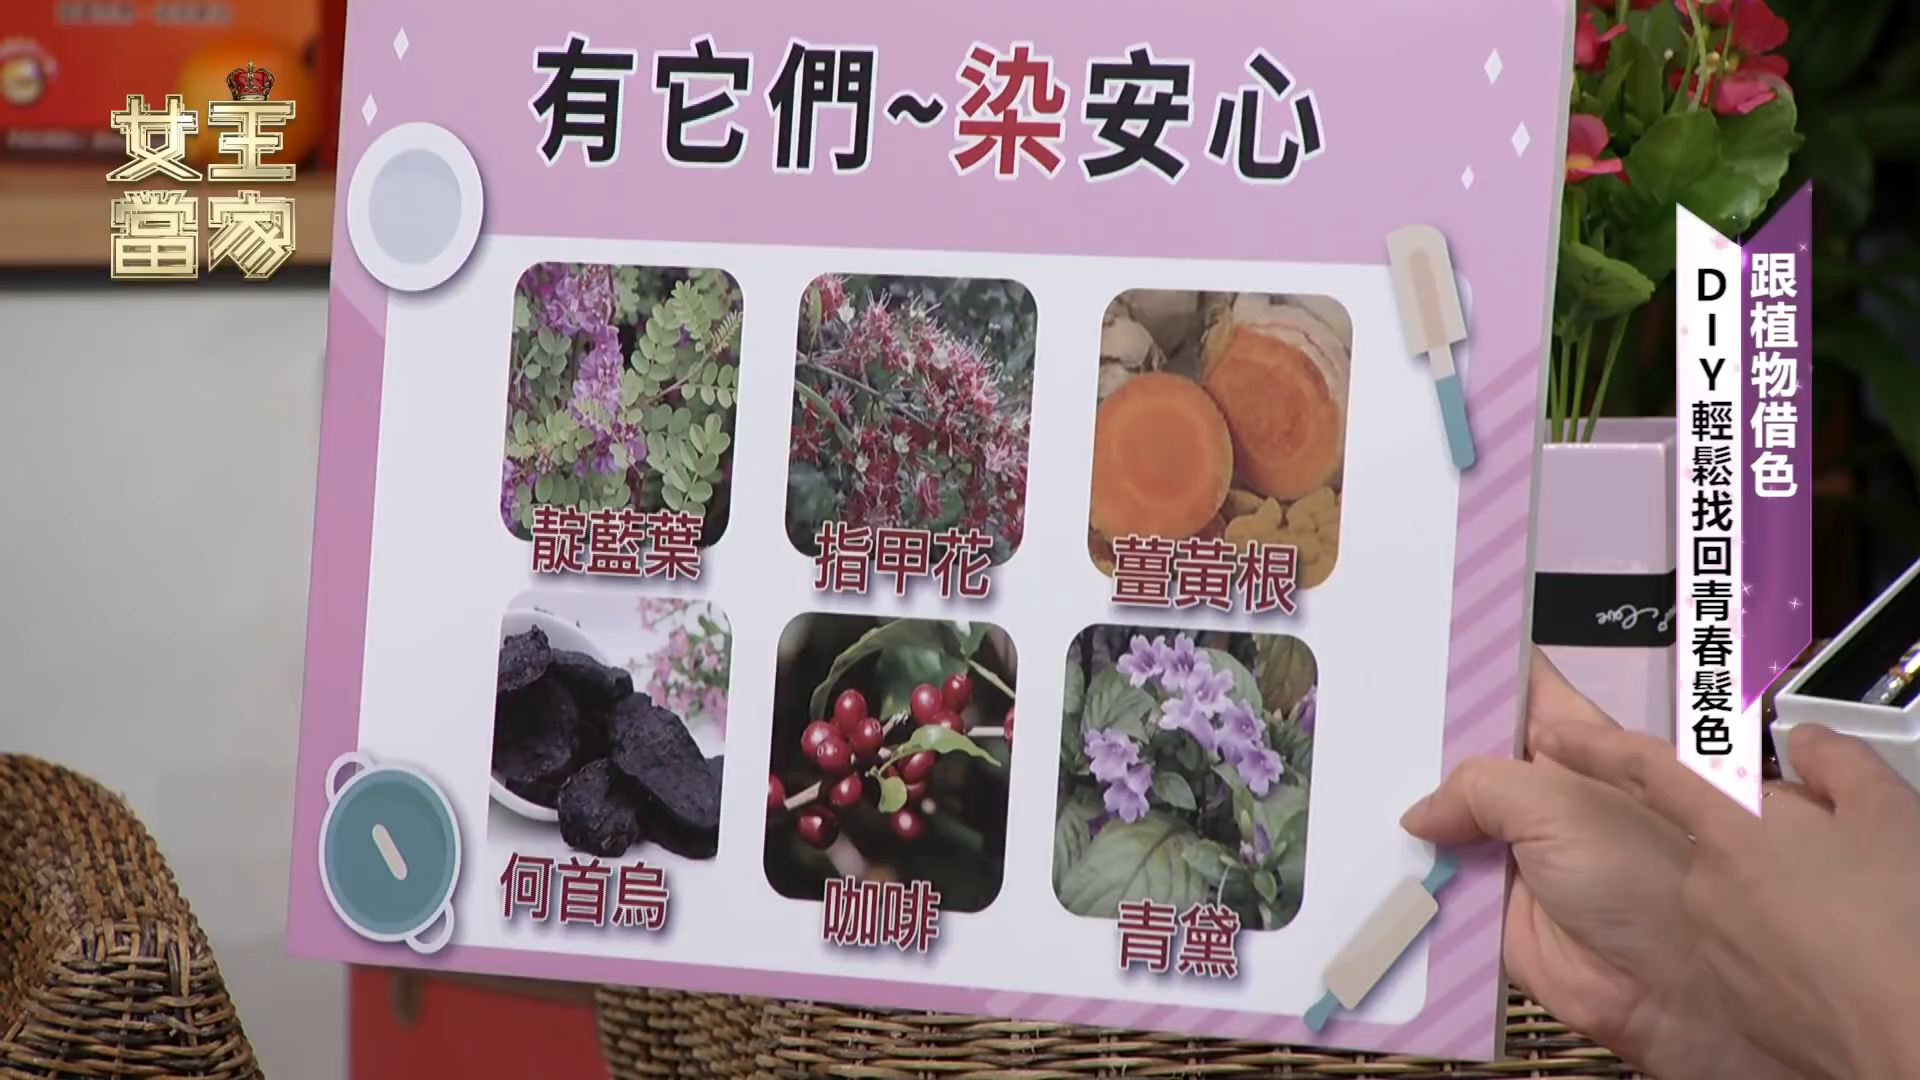 女王
當家
有它們~染安心
靛藍葉
指甲花
薑黃根
何首烏
咖啡
青黛
跟植物借色
DIY輕鬆找回青春髮色
Love